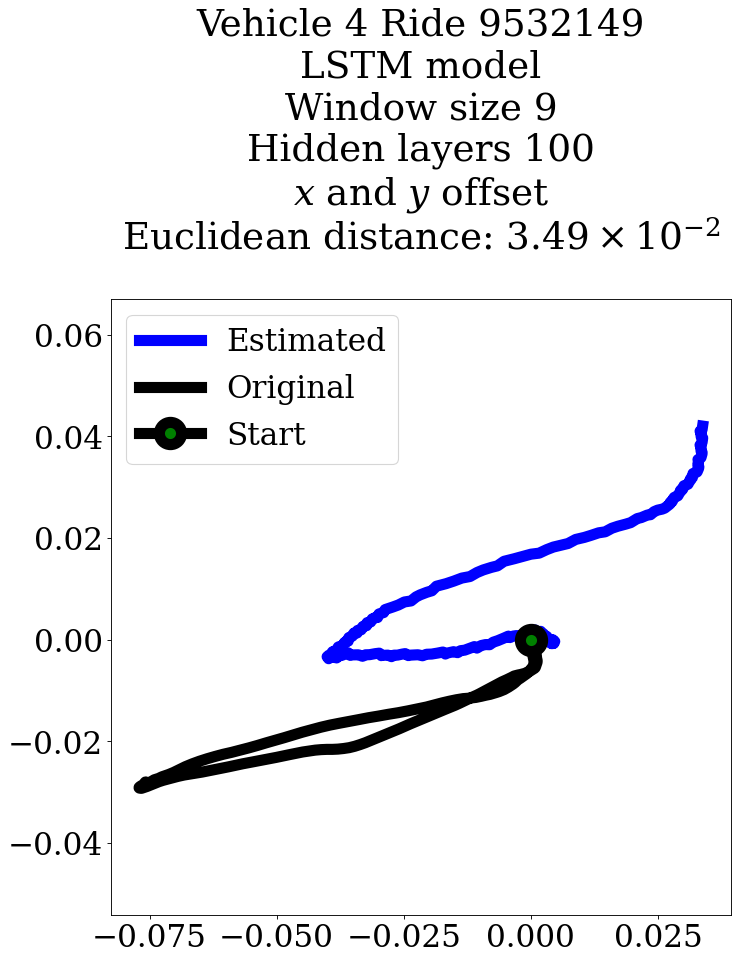 Vehicle 4 Ride 9532149
LSTM model
Window size 9
Hidden layers 100
x and y offset
Euclidean distance: 3.49 × 10⁻²
Estimated
Original
Start
0.06
0.04
0.02
0.00
−0.02
−0.04
−0.075 −0.050 −0.025 0.000 0.025